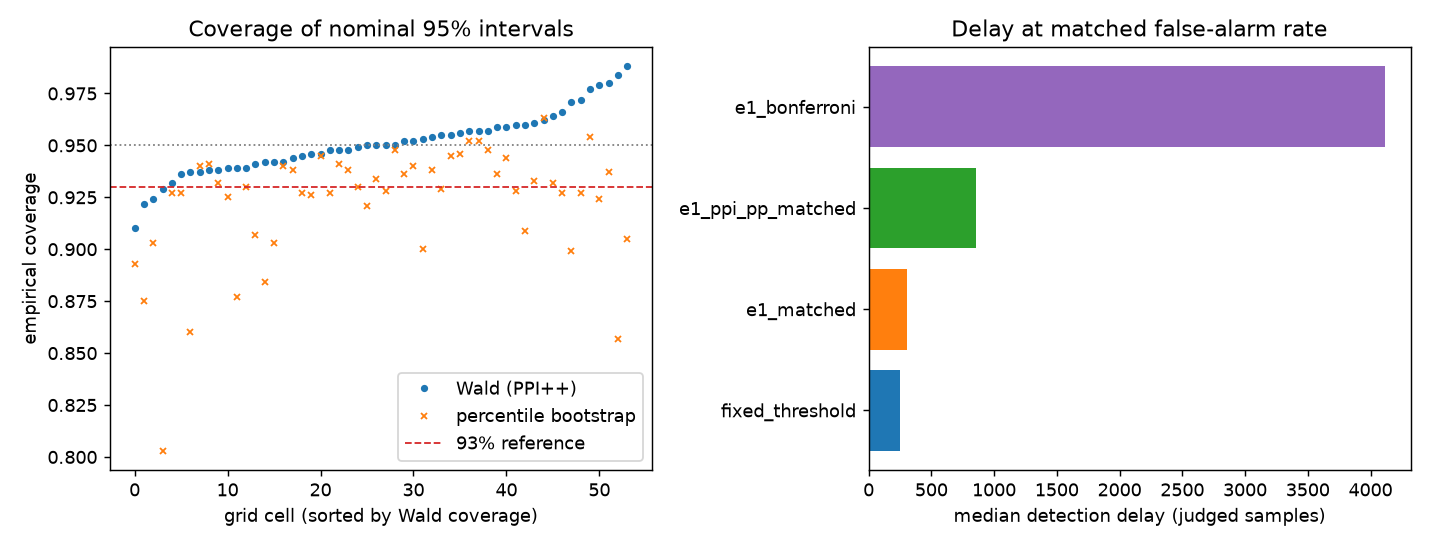 Coverage of nominal 95% intervals
empirical coverage
0.975
0.950
0.925
0.900
0.875
0.850
0.825
0.800
Wald (PPI++)
percentile bootstrap
93% reference
0 10 20 30 40 50
grid cell (sorted by Wald coverage)
Delay at matched false-alarm rate
e1_bonferroni
e1_ppi_pp_matched
e1_matched
fixed_threshold
0 500 1000 1500 2000 2500 3000 3500 4000
median detection delay (judged samples)